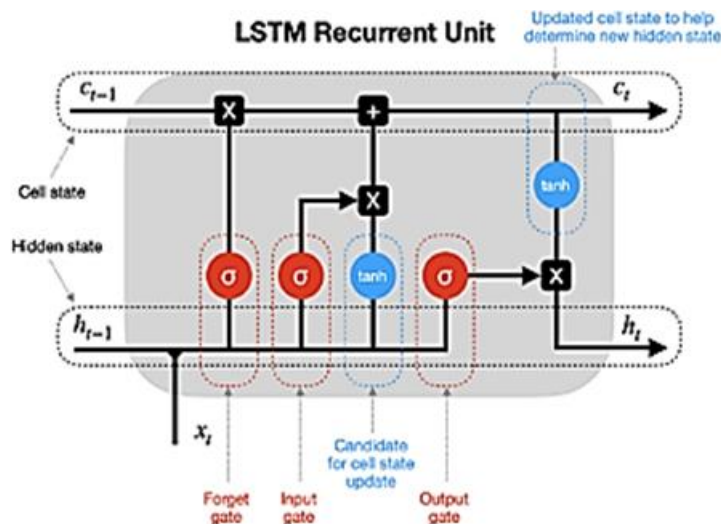 LSTM Recurrent Unit
Updated cell state to help
determine new hidden state
c_{t-1}
X
+
c_t
tanh
X
Cell state
Hidden state
σ
σ
tanh
σ
X
h_{t-1}
h_t
x_t
Candidate
for cell state
update
Forget
gate
Input
gate
Output
gate